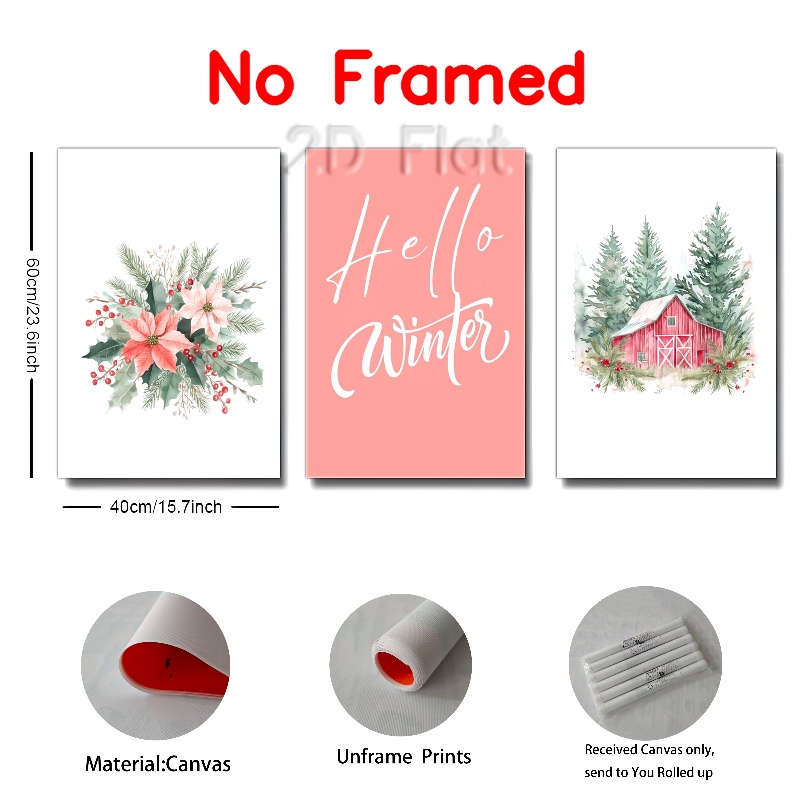 No Framed
2D Flat
60cm/23.6inch
Hello
Winter
40cm/15.7inch
Material:Canvas
Unframe Prints
Received Canvas only,
send to You Rolled up